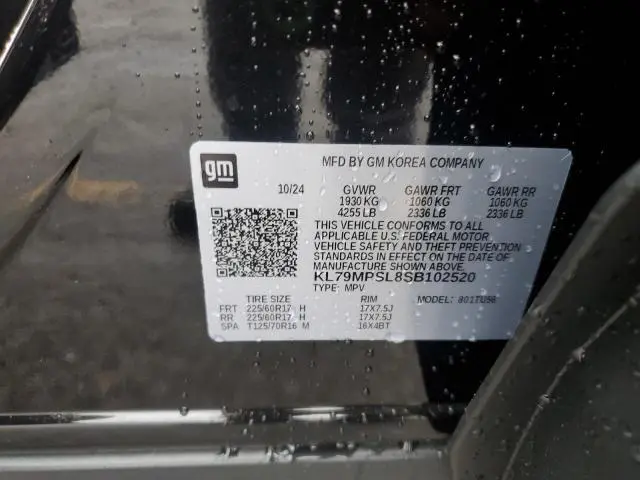 gm
MFD BY GM KOREA COMPANY
10/24 GVWR GAWR FRT GAWR RR
1930 KG 1060 KG 1060 KG
4255 LB 2336 LB 2336 LB
THIS VEHICLE CONFORMS TO ALL
APPLICABLE U.S. FEDERAL MOTOR
VEHICLE SAFETY AND THEFT PREVENTION
STANDARDS IN EFFECT ON THE DATE OF
MANUFACTURE SHOWN ABOVE.
KL79MPSL8SB102520
TYPE: MPV
TIRE SIZE RIM MODEL:
FRT 225/60R17 H 17X7.5J
RR 225/60R17 H 17X7.5J
SPA T125/70R16 M 16X4BT